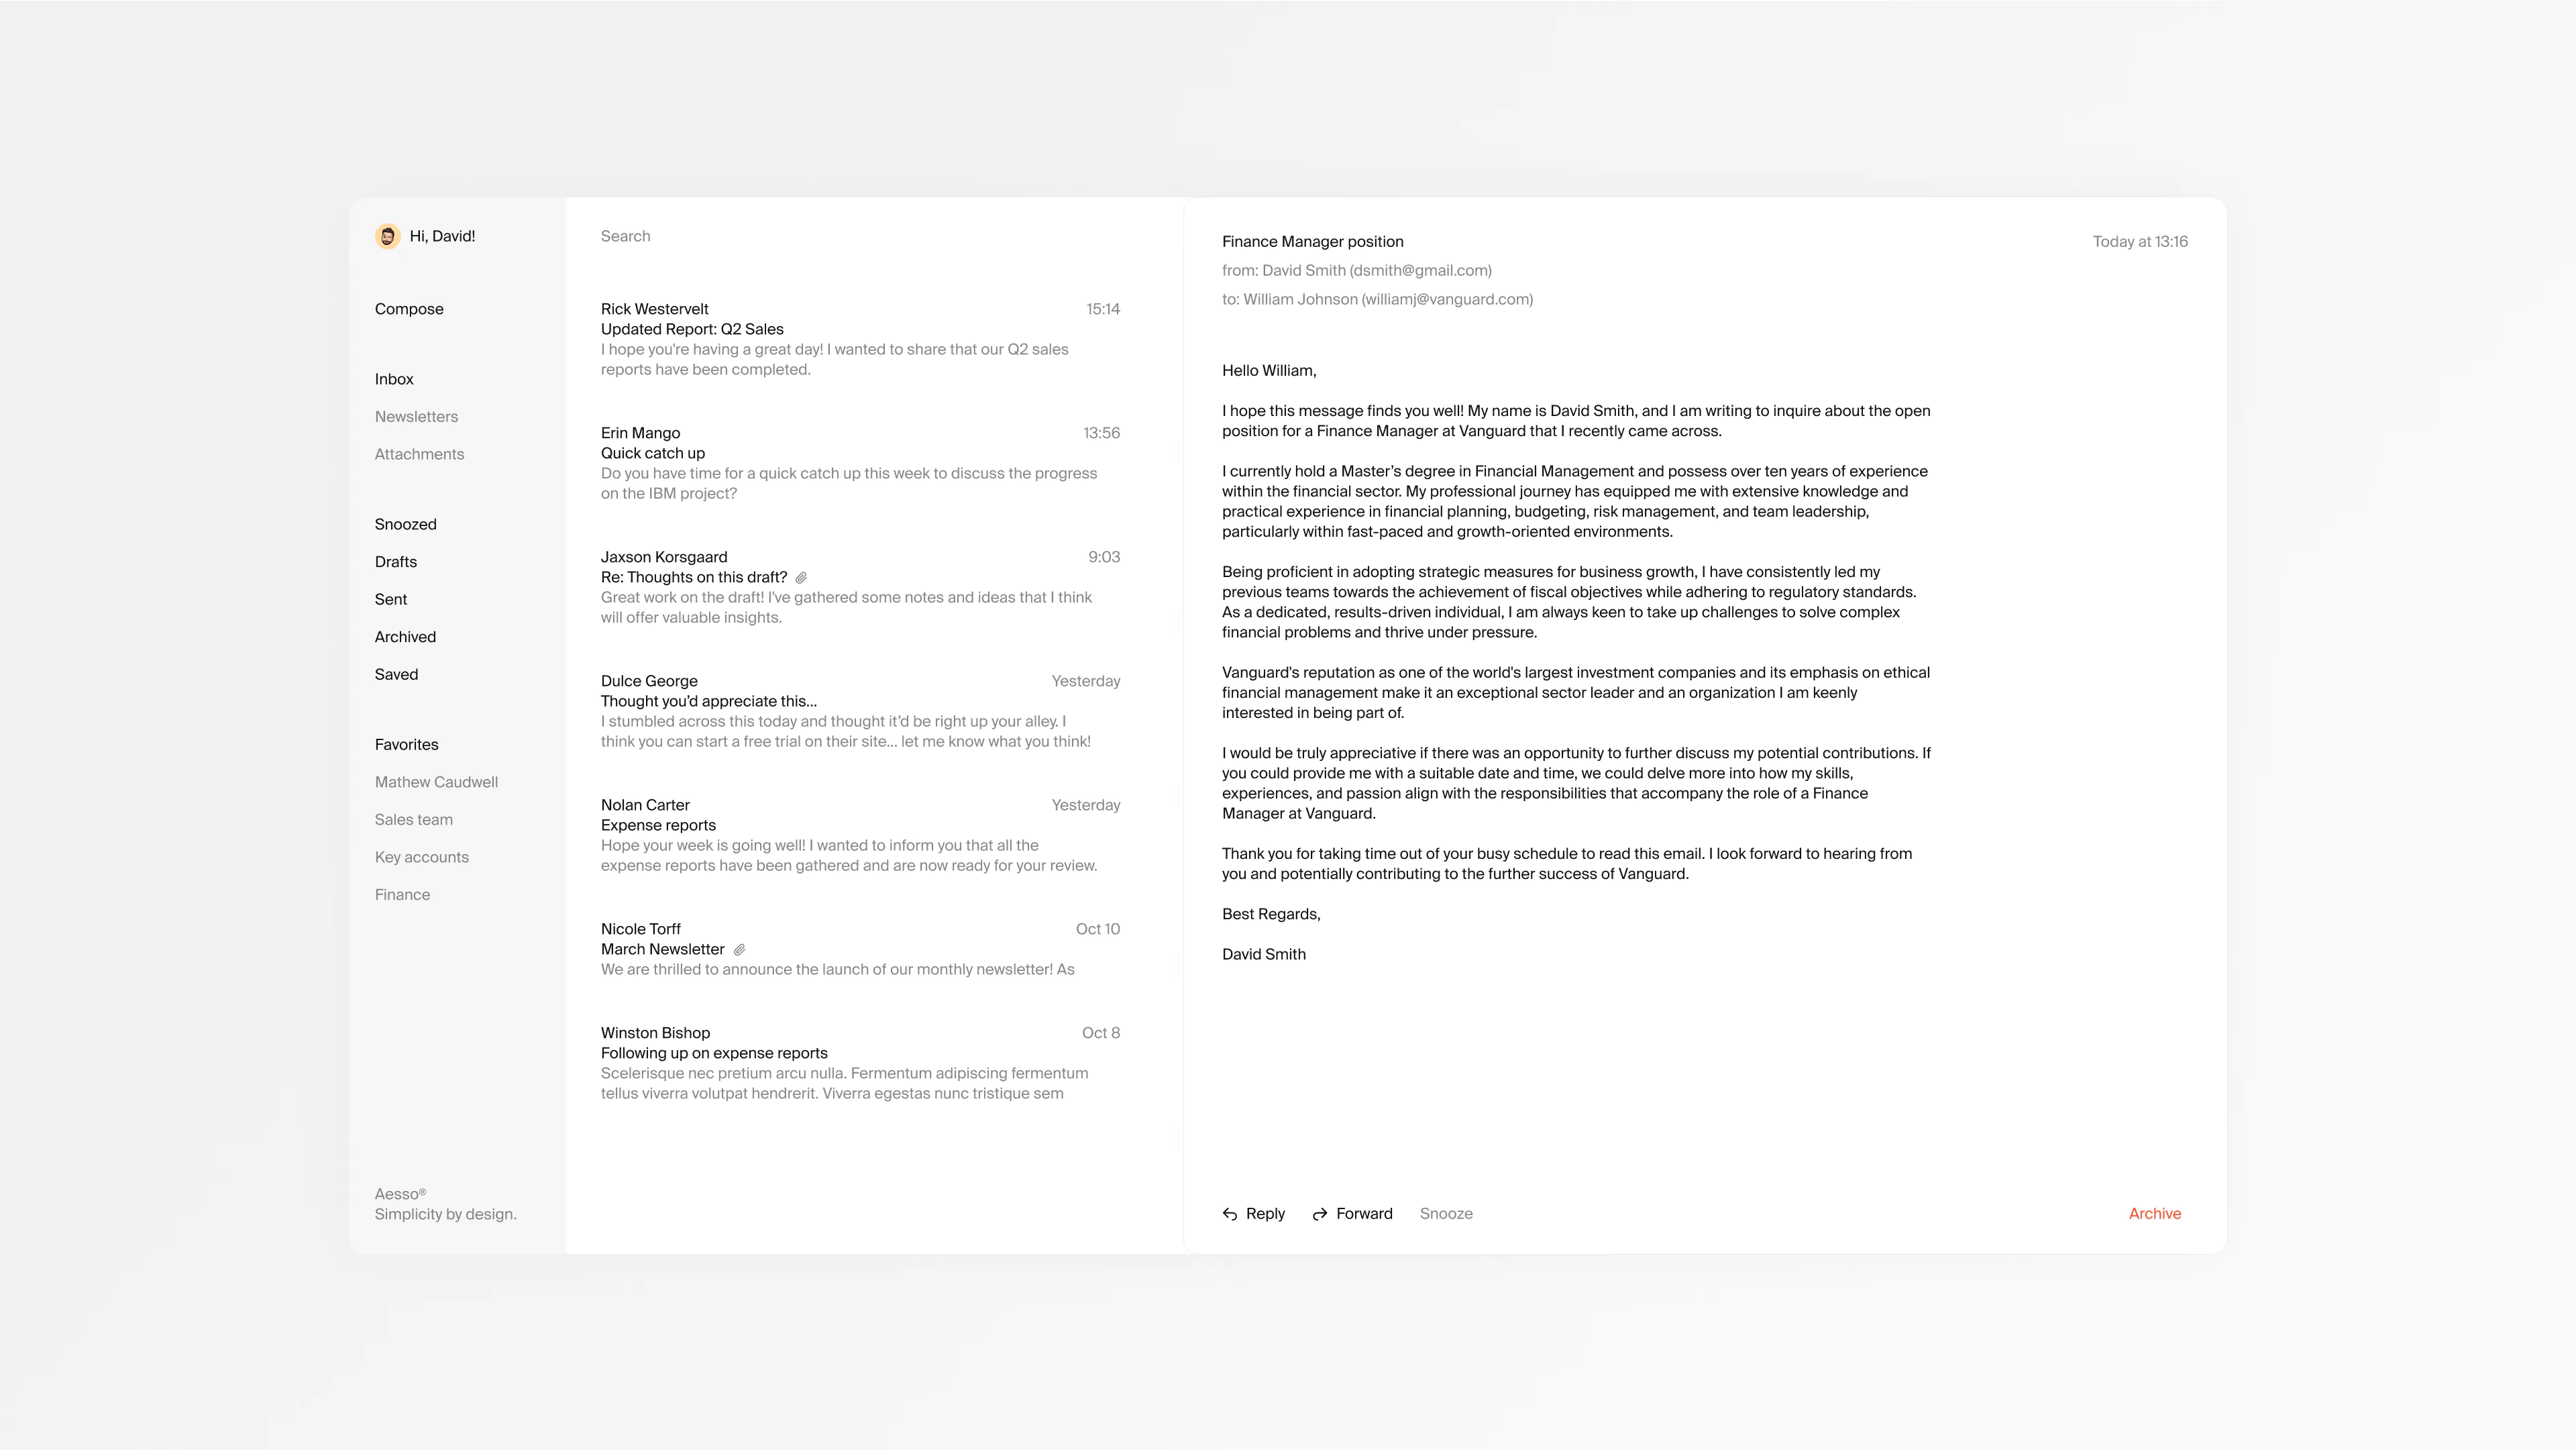 Hi, David!
Compose
Inbox
Newsletters
Attachments
Snoozed
Drafts
Sent
Archived
Saved
Favorites
Mathew Caudwell
Sales team
Key accounts
Finance
Aesso®
Simplicity by design.
Search
Rick Westervelt 15:14
Updated Report: Q2 Sales
I hope you're having a great day! I wanted to share that our Q2 sales
reports have been completed.
Erin Mango 13:56
Quick catch up
Do you have time for a quick catch up this week to discuss the progress
on the IBM project?
Jaxson Korsgaard 9:03
Re: Thoughts on this draft?
Great work on the draft! I've gathered some notes and ideas that I think
will offer valuable insights.
Dulce George Yesterday
Thought you’d appreciate this...
I stumbled across this today and thought it’d be right up your alley. I
think you can start a free trial on their site... let me know what you think!
Nolan Carter Yesterday
Expense reports
Hope your week is going well! I wanted to inform you that all the
expense reports have been gathered and are now ready for your review.
Nicole Torff Oct 10
March Newsletter
We are thrilled to announce the launch of our monthly newsletter! As
Winston Bishop Oct 8
Following up on expense reports
Scelerisque nec pretium arcu nulla. Fermentum adipiscing fermentum
tellus viverra volutpat hendrerit. Viverra egestas nunc tristique sem
Finance Manager position Today at 13:16
from: David Smith (dsmith@gmail.com)
to: William Johnson (williamj@vanguard.com)
Hello William,
I hope this message finds you well! My name is David Smith, and I am writing to inquire about the open
position for a Finance Manager at Vanguard that I recently came across.
I currently hold a Master’s degree in Financial Management and possess over ten years of experience
within the financial sector. My professional journey has equipped me with extensive knowledge and
practical experience in financial planning, budgeting, risk management, and team leadership,
particularly within fast-paced and growth-oriented environments.
Being proficient in adopting strategic measures for business growth, I have consistently led my
previous teams towards the achievement of fiscal objectives while adhering to regulatory standards.
As a dedicated, results-driven individual, I am always keen to take up challenges to solve complex
financial problems and thrive under pressure.
Vanguard's reputation as one of the world's largest investment companies and its emphasis on ethical
financial management make it an exceptional sector leader and an organization I am keenly
interested in being part of.
I would be truly appreciative if there was an opportunity to further discuss my potential contributions. If
you could provide me with a suitable date and time, we could delve more into how my skills,
experiences, and passion align with the responsibilities that accompany the role of a Finance
Manager at Vanguard.
Thank you for taking time out of your busy schedule to read this email. I look forward to hearing from
you and potentially contributing to the further success of Vanguard.
Best Regards,
David Smith
Reply Forward Snooze Archive